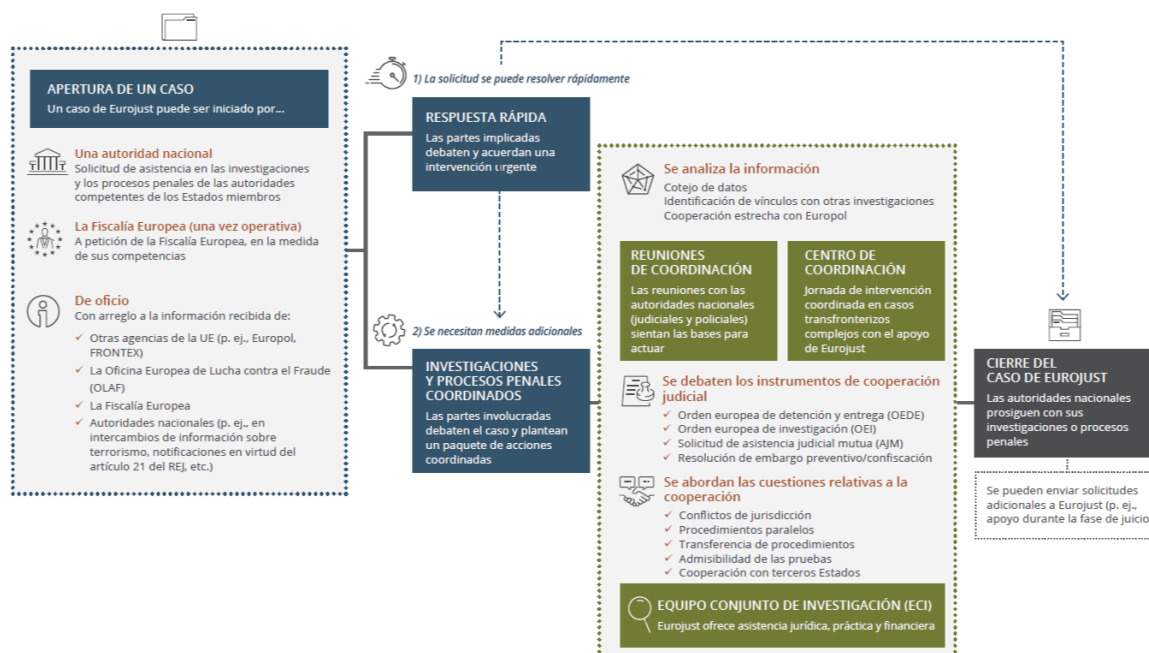 APERTURA DE UN CASO
Un caso de Eurojust puede ser iniciado por...
Una autoridad nacional
Solicitud de asistencia en las investigaciones
y los procesos penales de las autoridades
competentes de los Estados miembros
La Fiscalía Europea (una vez operativa)
A petición de la Fiscalía Europea, en la medida
de sus competencias
De oficio
Con arreglo a la información recibida de:
✓ Otras agencias de la UE (p. ej., Europol,
FRONTEX)
✓ La Oficina Europea de Lucha contra el Fraude
(OLAF)
✓ La Fiscalía Europea
✓ Autoridades nacionales (p. ej., en
intercambios de información sobre
terrorismo, notificaciones en virtud del
artículo 21 del REJ, etc.)
1) La solicitud se puede resolver rápidamente
RESPUESTA RÁPIDA
Las partes implicadas
debaten y acuerdan una
intervención urgente
2) Se necesitan medidas adicionales
INVESTIGACIONES
Y PROCESOS PENALES
COORDINADOS
Las partes involucradas
debaten el caso y plantean
un paquete de acciones
coordinadas
Se analiza la información
Cotejo de datos
Identificación de vínculos con otras investigaciones
Cooperación estrecha con Europol
REUNIONES
DE COORDINACIÓN
Las reuniones con las
autoridades nacionales
(judiciales y policiales)
sientan las bases para
actuar
CENTRO DE
COORDINACIÓN
Jornada de intervención
coordinada en casos
transfronterizos
complejos con el apoyo
de Eurojust
Se debaten los instrumentos de cooperación
judicial
✓ Orden europea de detención y entrega (OEDE)
✓ Orden europea de investigación (OEI)
✓ Solicitud de asistencia judicial mutua (AJM)
✓ Resolución de embargo preventivo/confiscación
Se abordan las cuestiones relativas a la
cooperación
✓ Conflictos de jurisdicción
✓ Procedimientos paralelos
✓ Transferencia de procedimientos
✓ Admisibilidad de las pruebas
✓ Cooperación con terceros Estados
EQUIPO CONJUNTO DE INVESTIGACIÓN (ECI)
Eurojust ofrece asistencia jurídica, práctica y financiera
CIERRE DEL
CASO DE EUROJUST
Las autoridades nacionales
prosiguen con sus
investigaciones o procesos
penales
Se pueden enviar solicitudes
adicionales a Eurojust (p. ej.,
apoyo durante la fase de juicio